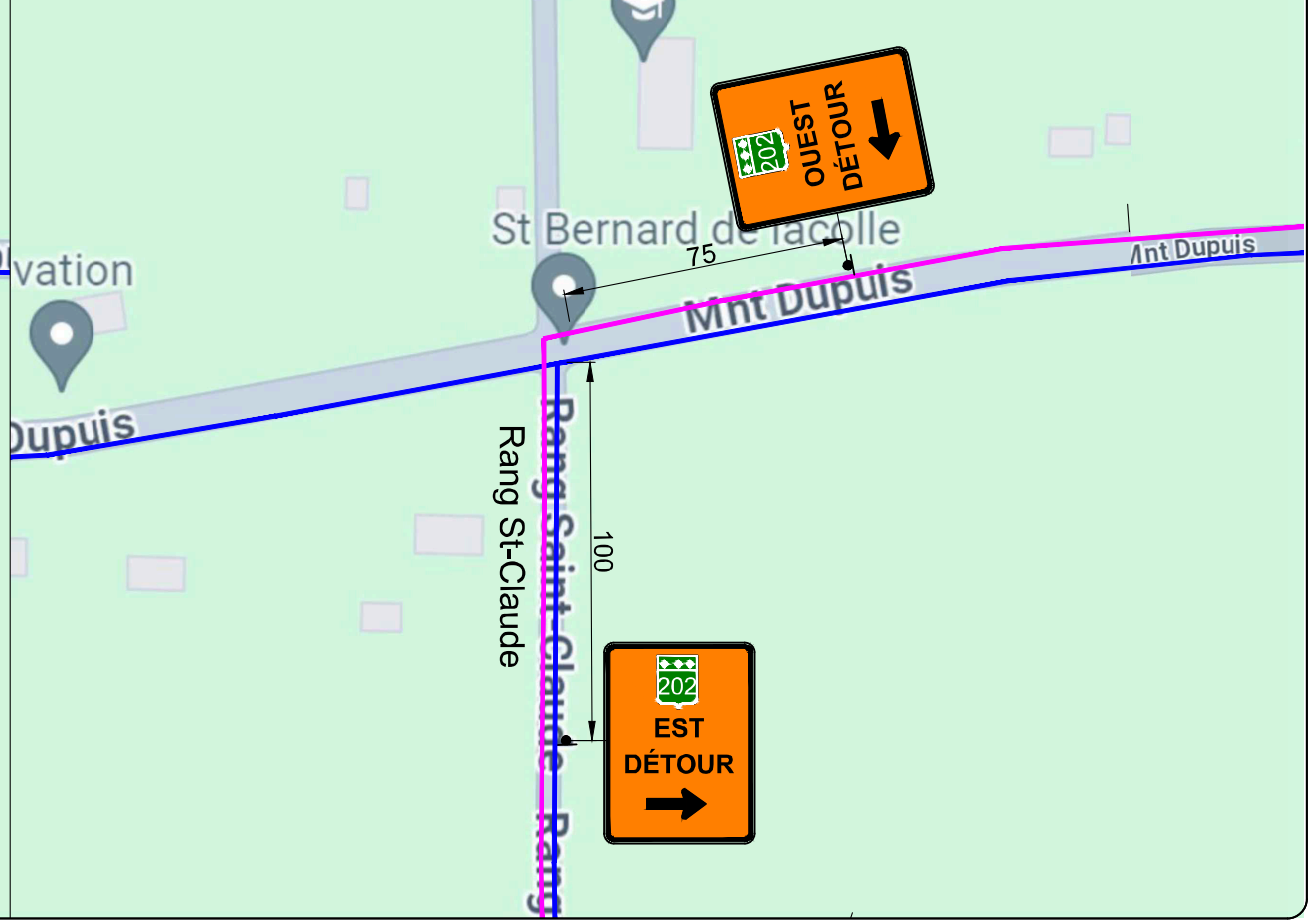 202
OUEST
DÉTOUR
St Bernard de lacolle
75
vation
Mnt Dupuis
Mnt Dupuis
Dupuis
Rang St-Claude
Rang Saint-Claude
100
202
EST
DÉTOUR
Rang